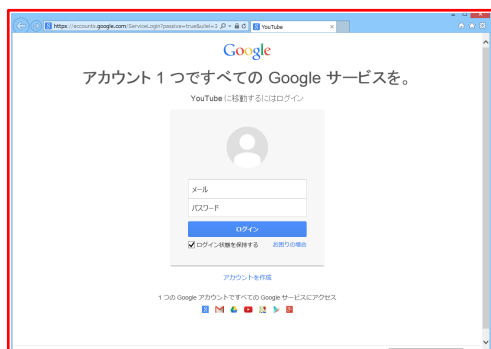 https://accounts.google.com/ServiceLogin?passive=true&uilel=3
YouTube
Google
アカウント 1 つですべての Google サービスを。
YouTube に移動するにはログイン
メール
パスワード
ログイン
ログイン状態を保持する お困りの場合
アカウントを作成
1 つの Google アカウントですべての Google サービスにアクセス